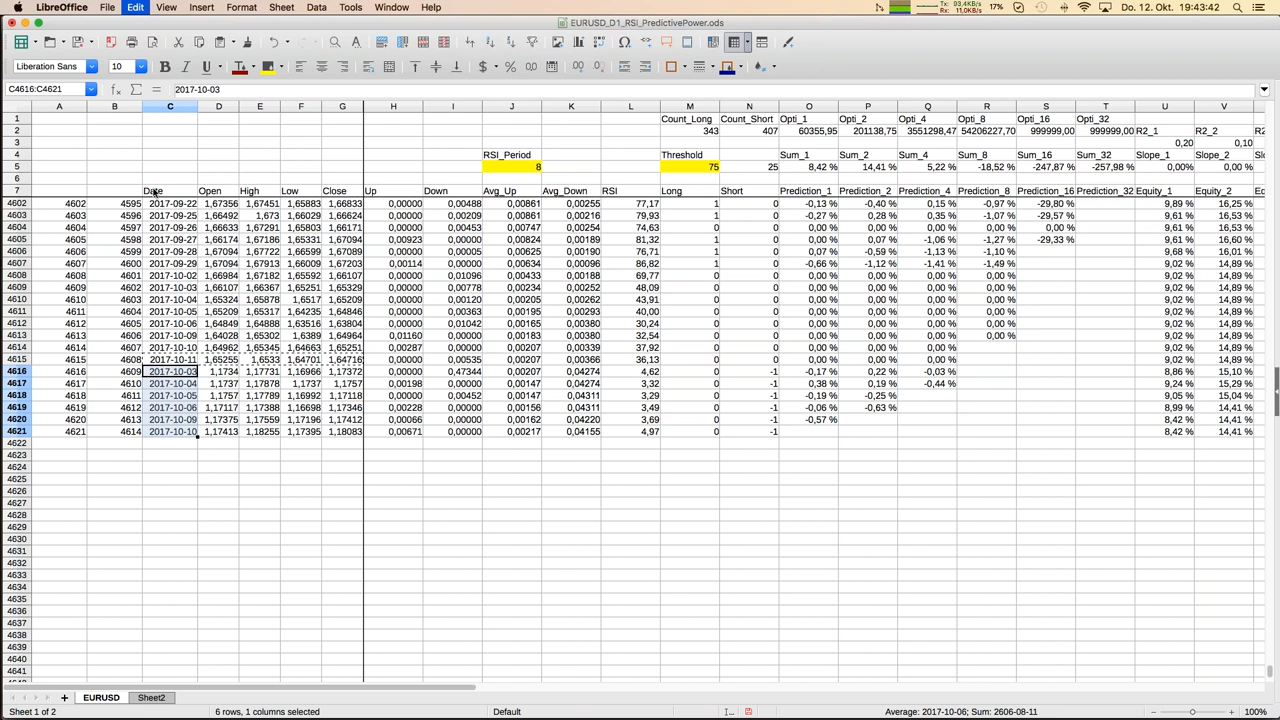 LibreOffice File Edit View Insert Format Sheet Data Tools Window Help Tx: 93,4KB/s Rx: 11,0KB/s 17% Do. 12. Okt. 19:43:42
EURUSD_D1_RSI_PredictivePower.ods
Liberation Sans 10
C4616:C4621 2017-10-03
A B C D E F G H I J K L M N O P Q R S T U V
1 Count_Long Count_Short Opti_1 Opti_2 Opti_4 Opti_8 Opti_16 Opti_32
2 343 407 60355,95 201138,75 3551298,47 54206227,70 999999,00 999999,00 R2_1 R2_2
3 0,20 0,10
4 RSI_Period Threshold Sum_1 Sum_2 Sum_4 Sum_8 Sum_16 Sum_32 Slope_1 Slope_2
5 8 75 25 8,42 % 14,41 % 5,22 % -18,52 % -247,87 % -257,98 % 0,00% 0,00 %
6
7 Date Open High Low Close Up Down Avg_Up Avg_Down RSI Long Short Prediction_1 Prediction_2 Prediction_4 Prediction_8 Prediction_16 Prediction_32 Equity_1 Equity_2
4602 4602 4595 2017-09-22 1,67356 1,67451 1,65883 1,66833 0,00000 0,00488 0,00861 0,00255 77,17 1 0 -0,13 % -0,40 % 0,15 % -0,97 % -29,80 % 9,89 % 16,25 %
4603 4603 4596 2017-09-25 1,66492 1,673 1,66029 1,66624 0,00000 0,00209 0,00861 0,00216 79,93 1 0 -0,27 % 0,28 % 0,35 % -1,07 % -29,57 % 9,61 % 16,53 %
4604 4604 4597 2017-09-26 1,66633 1,67291 1,65803 1,66171 0,00000 0,00453 0,00747 0,00254 74,63 0 0 0,00 % 0,00 % 0,00 % 0,00 % 0,00 % 9,61 % 16,53 %
4605 4605 4598 2017-09-27 1,66174 1,67186 1,65331 1,67094 0,00923 0,00000 0,00824 0,00189 81,32 1 0 0,00 % 0,07 % -1,06 % -1,27 % -29,33 % 9,61 % 16,60 %
4606 4606 4599 2017-09-28 1,67094 1,67722 1,66599 1,67089 0,00000 0,00005 0,00625 0,00190 76,71 1 0 0,07 % -0,59 % -1,13 % -1,10 % 9,68 % 16,01 %
4607 4607 4600 2017-09-29 1,67094 1,67913 1,66009 1,67203 0,00114 0,00000 0,00634 0,00096 86,82 1 0 -0,66 % -1,12 % -1,41 % -1,49 % 9,02 % 14,89 %
4608 4608 4601 2017-10-02 1,66984 1,67182 1,65592 1,66107 0,00000 0,01096 0,00433 0,00188 69,77 0 0 0,00 % 0,00 % 0,00 % 0,00 % 9,02 % 14,89 %
4609 4609 4602 2017-10-03 1,66107 1,66367 1,65251 1,65329 0,00000 0,00778 0,00234 0,00252 48,09 0 0 0,00 % 0,00 % 0,00 % 0,00 % 9,02 % 14,89 %
4610 4610 4603 2017-10-04 1,65324 1,65878 1,6517 1,65209 0,00000 0,00120 0,00205 0,00262 43,91 0 0 0,00 % 0,00 % 0,00 % 0,00 % 9,02 % 14,89 %
4611 4611 4604 2017-10-05 1,65209 1,65317 1,64235 1,64846 0,00000 0,00363 0,00195 0,00293 40,00 0 0 0,00 % 0,00 % 0,00 % 0,00 % 9,02 % 14,89 %
4612 4612 4605 2017-10-06 1,64849 1,64888 1,63516 1,63804 0,00000 0,01042 0,00165 0,00380 30,24 0 0 0,00 % 0,00 % 0,00 % 0,00 % 9,02 % 14,89 %
4613 4613 4606 2017-10-09 1,64028 1,65302 1,6389 1,64964 0,01160 0,00000 0,00183 0,00380 32,54 0 0 0,00 % 0,00 % 0,00 % 0,00 % 9,02 % 14,89 %
4614 4614 4607 2017-10-10 1,64962 1,65345 1,64663 1,65251 0,00287 0,00000 0,00207 0,00339 37,92 0 0 0,00 % 0,00 % 0,00 % 9,02 % 14,89 %
4615 4615 4608 2017-10-11 1,65255 1,6533 1,64701 1,64716 0,00000 0,00535 0,00207 0,00366 36,13 0 0 0,00 % 0,00 % 0,00 % 9,02 % 14,89 %
4616 4616 4609 2017-10-03 1,1734 1,17731 1,16966 1,17372 0,00000 0,47344 0,00207 0,04274 4,62 0 -1 -0,17 % 0,22 % -0,03 % 8,86 % 15,10 %
4617 4617 4610 2017-10-04 1,1737 1,17878 1,1737 1,1757 0,00198 0,00000 0,00147 0,04274 3,32 0 -1 0,38 % 0,19 % -0,44 % 9,24 % 15,29 %
4618 4618 4611 2017-10-05 1,1757 1,17789 1,16992 1,17118 0,00000 0,00452 0,00147 0,04311 3,29 0 -1 -0,19 % -0,25 % 9,05 % 15,04 %
4619 4619 4612 2017-10-06 1,17117 1,17388 1,16698 1,17346 0,00228 0,00000 0,00156 0,04311 3,49 0 -1 -0,06 % -0,63 % 8,99 % 14,41 %
4620 4620 4613 2017-10-09 1,17375 1,17559 1,17196 1,17412 0,00066 0,00000 0,00162 0,04220 3,69 0 -1 -0,57 % 8,42 % 14,41 %
4621 4621 4614 2017-10-10 1,17413 1,18255 1,17395 1,18083 0,00671 0,00000 0,00217 0,04155 4,97 0 -1 8,42 % 14,41 %
4622
4623
4624
4625
4626
4627
4628
4629
4630
4631
4632
4633
4634
4635
4636
4637
4638
4639
4640
4641
EURUSD Sheet2
Sheet 1 of 2 6 rows, 1 columns selected Default Average: 2017-10-06; Sum: 2606-08-11 100%